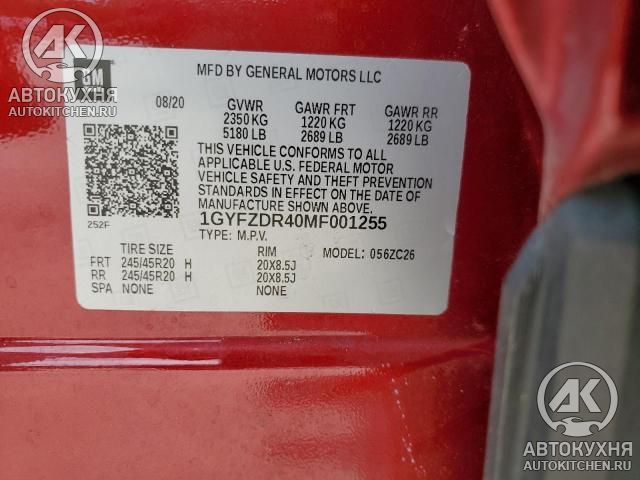 AK
АВТОКУХНЯ
AUTOKITCHEN.RU
GM
MFD BY GENERAL MOTORS LLC
08/20 GVWR GAWR FRT GAWR RR
2350 KG 1220 KG 1220 KG
5180 LB 2689 LB 2689 LB
THIS VEHICLE CONFORMS TO ALL
APPLICABLE U.S. FEDERAL MOTOR
VEHICLE SAFETY AND THEFT PREVENTION
STANDARDS IN EFFECT ON THE DATE OF
MANUFACTURE SHOWN ABOVE.
252F 1GYFZDR40MF001255
TYPE: M.P.V.
TIRE SIZE RIM MODEL: 056ZC26
FRT 245/45R20 H 20X8.5J
RR 245/45R20 H 20X8.5J
SPA NONE NONE
AK
АВТОКУХНЯ
AUTOKITCHEN.RU